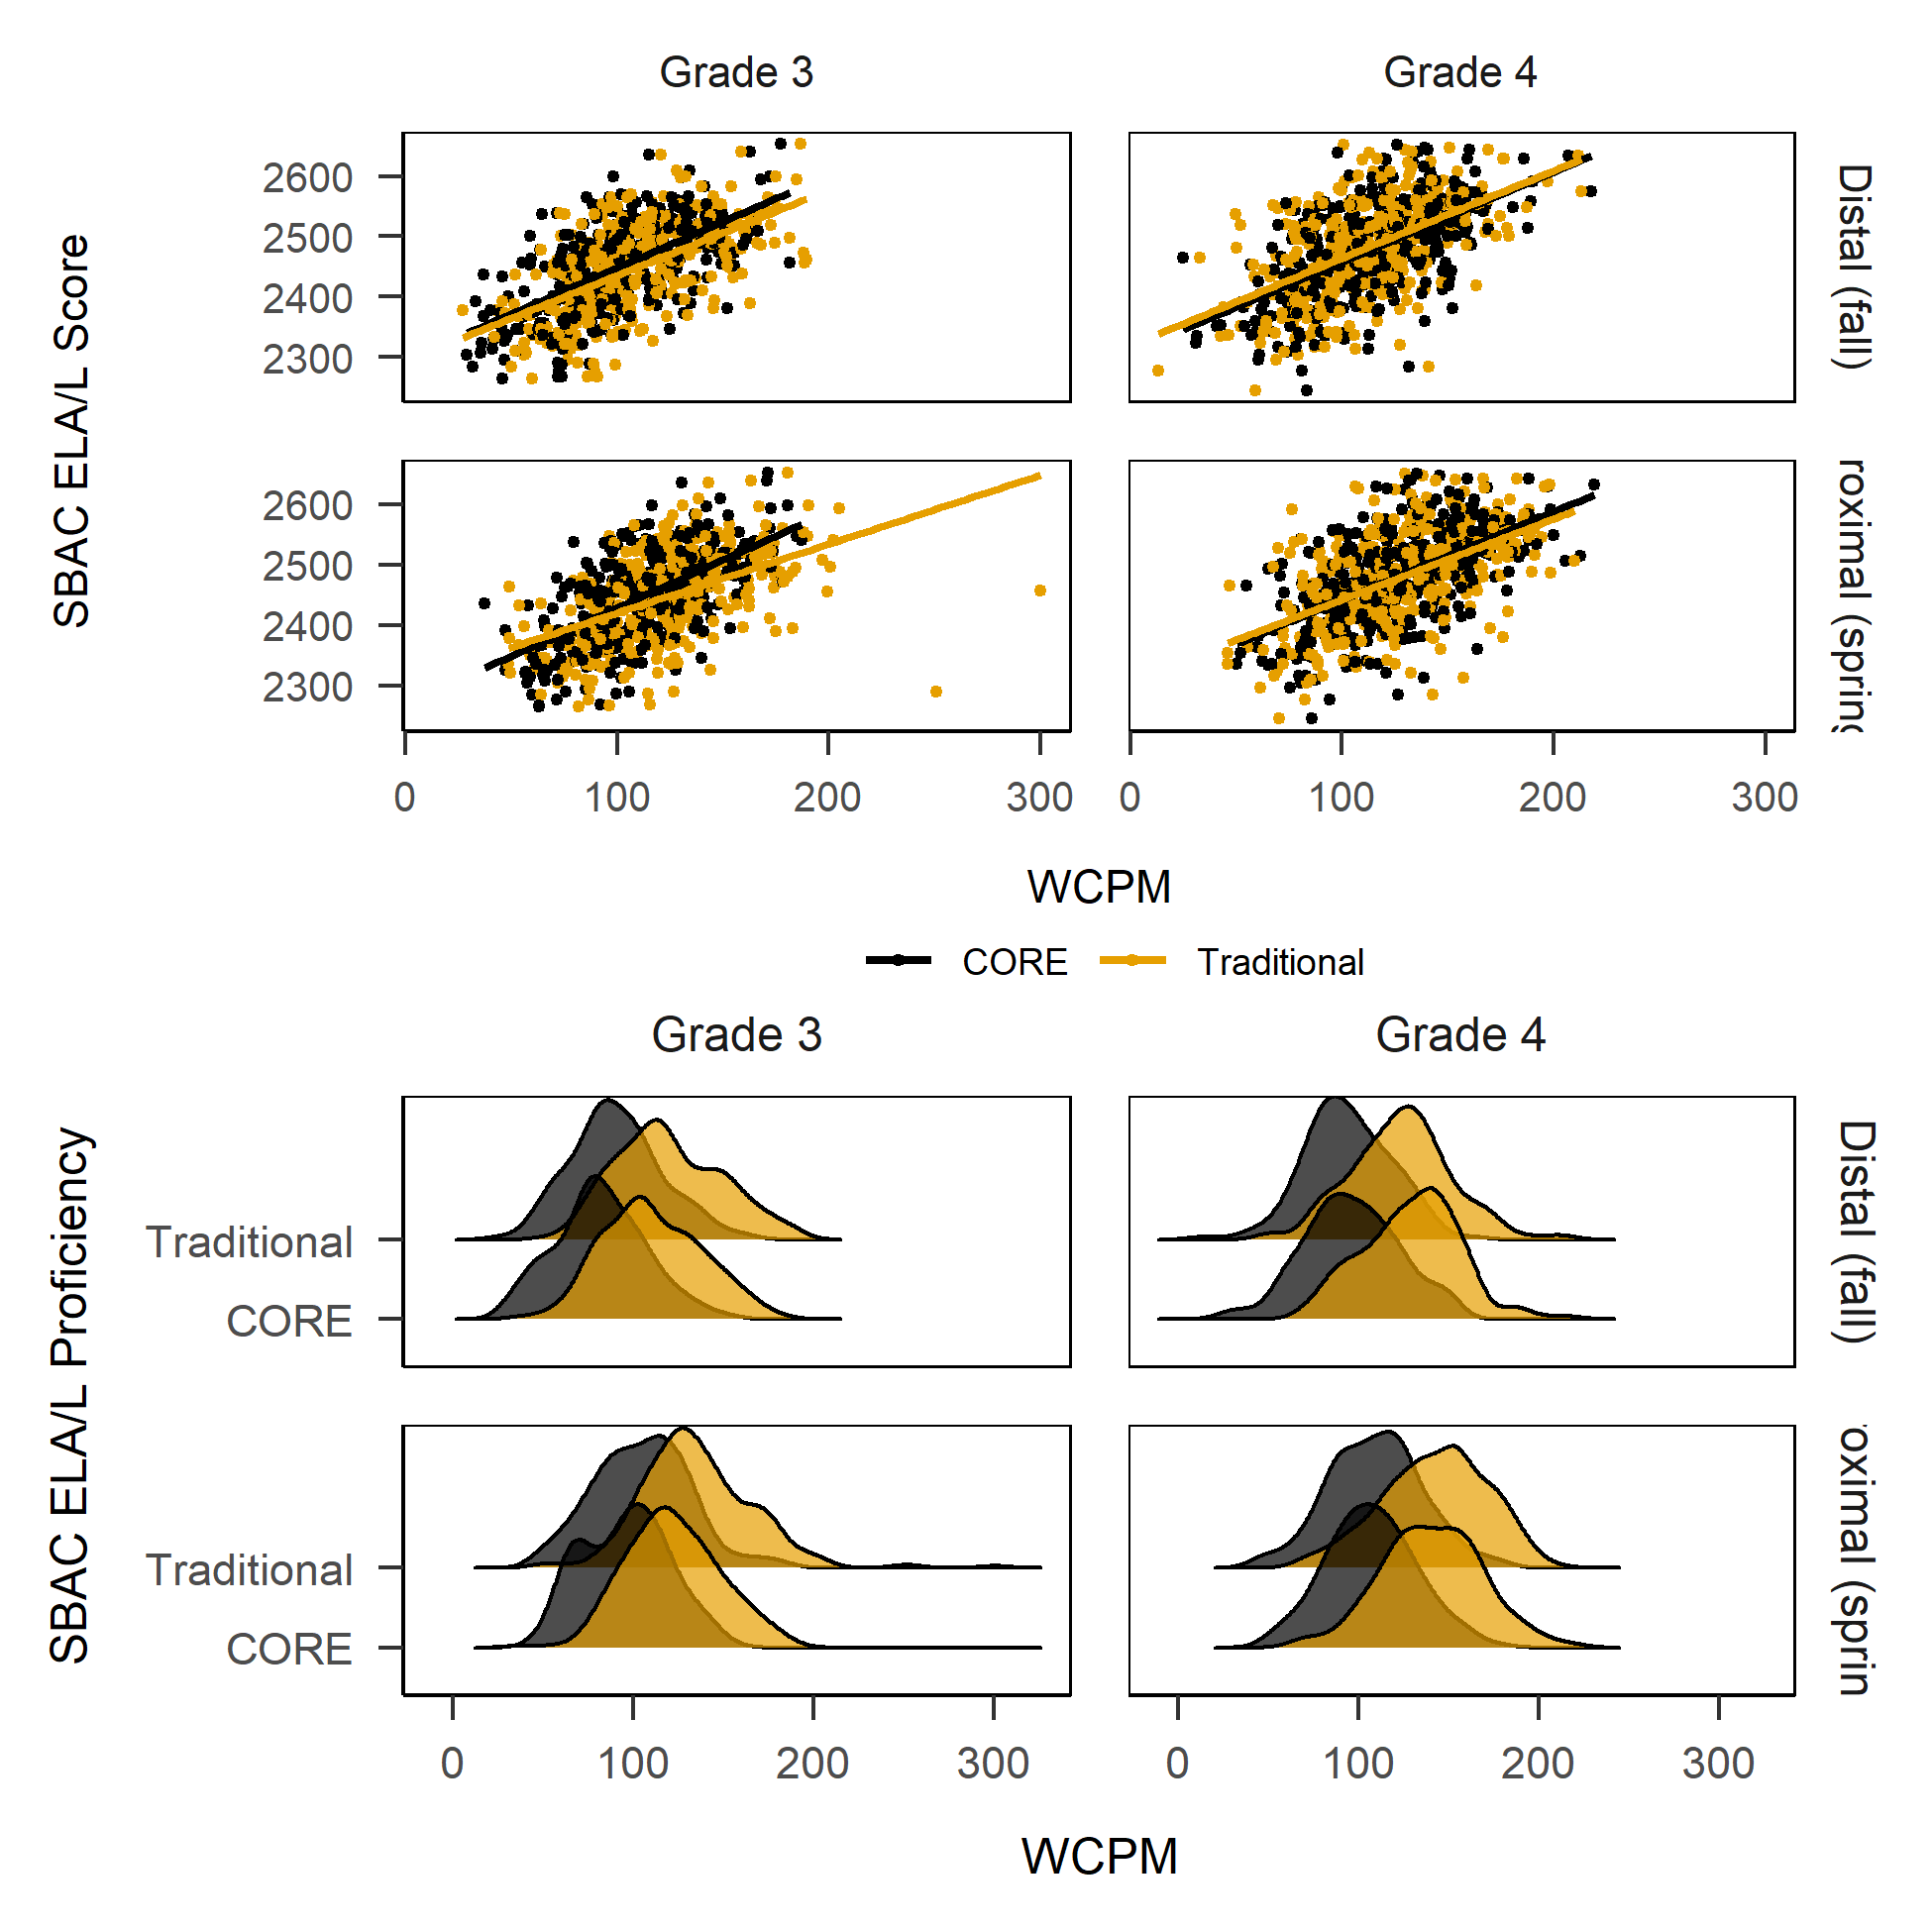 Grade 3 Grade 4
SBAC ELA/L Score
2600
2500
2400
2300
Distal (fall)
2600
2500
2400
2300
roximal (spring
0 100 200 300 0 100 200 300
WCPM
CORE Traditional
Grade 3 Grade 4
SBAC ELA/L Proficiency
Traditional
CORE
Distal (fall)
Traditional
CORE
oximal (sprin
0 100 200 300 0 100 200 300
WCPM